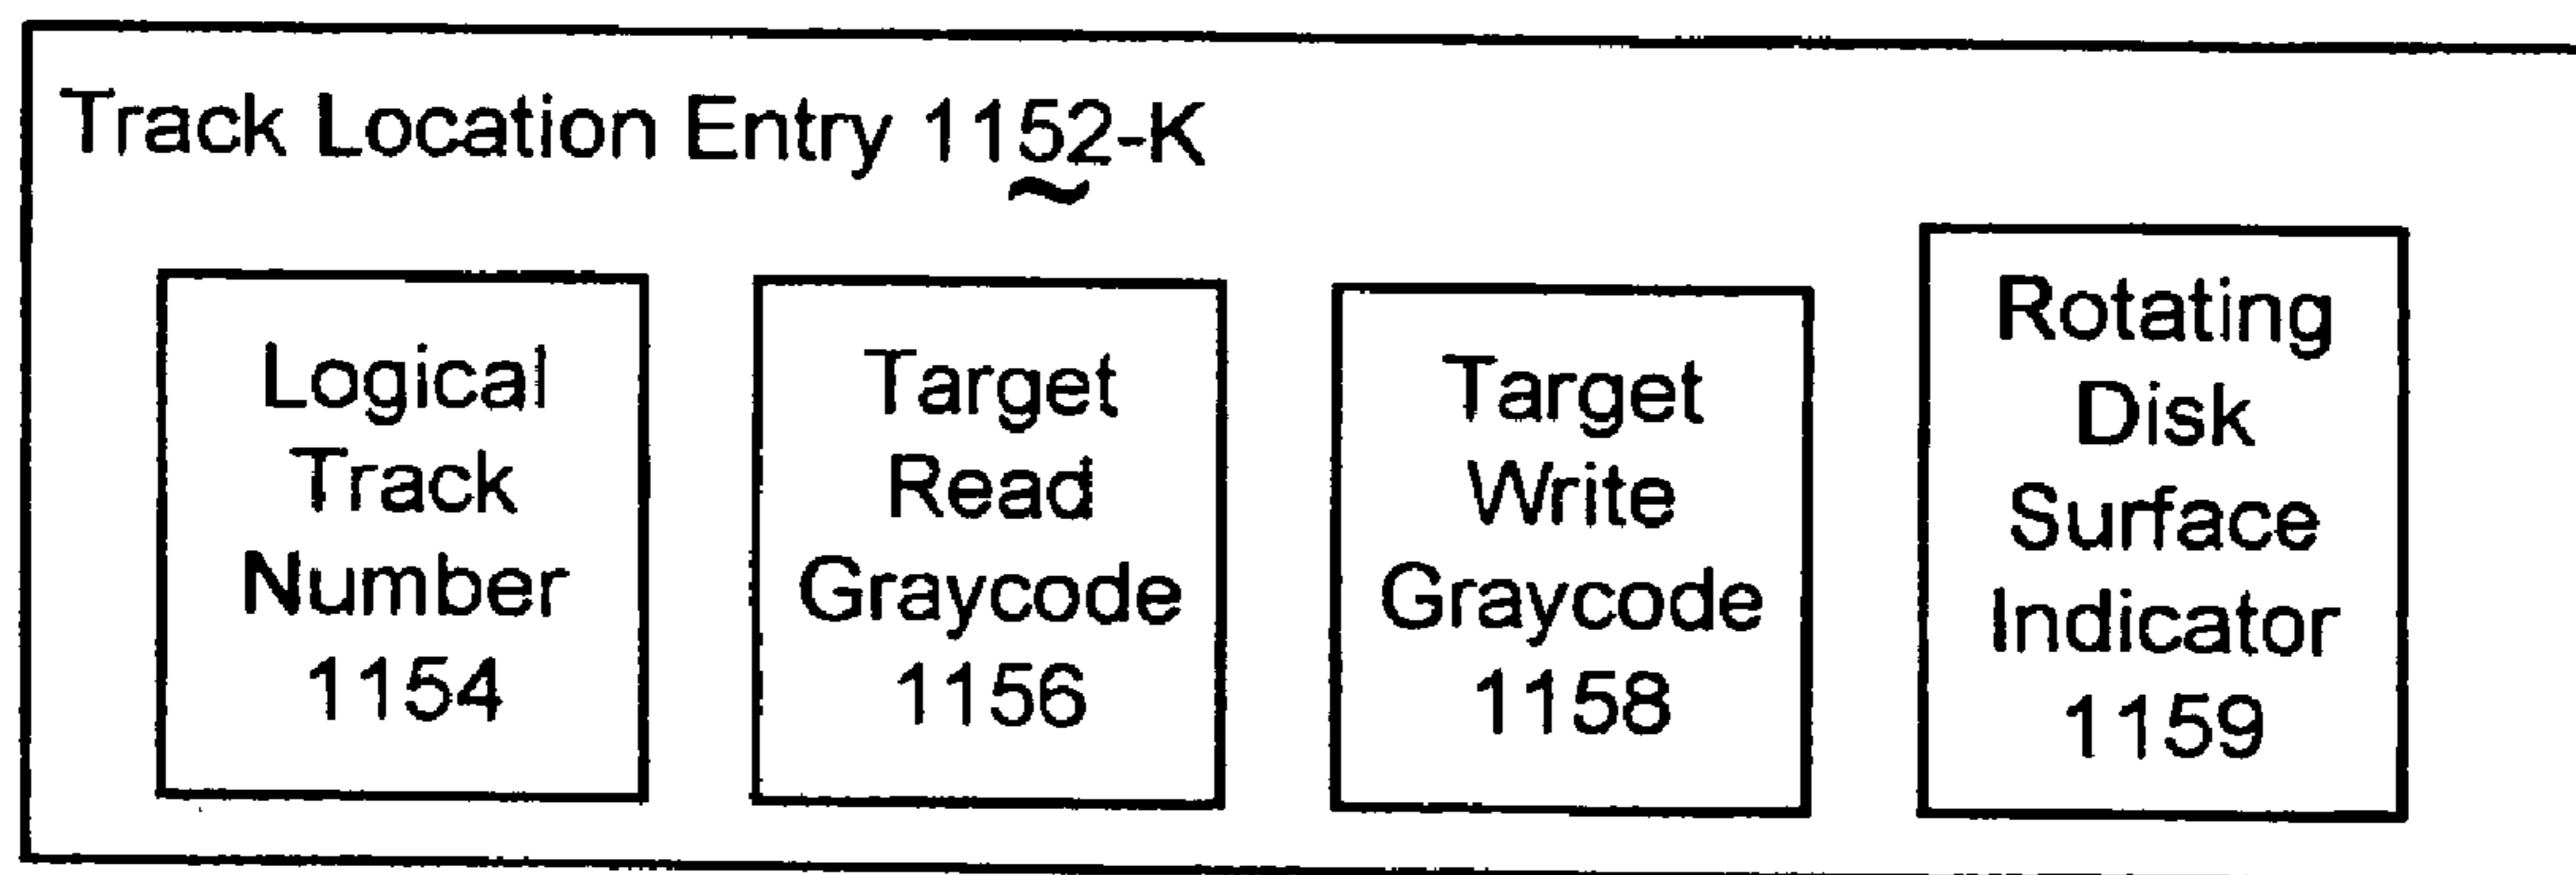 Track Location Entry 1152-K
Logical
Track
Number
1154
Target
Read
Graycode
1156
Target
Write
Graycode
1158
Rotating
Disk
Surface
Indicator
1159